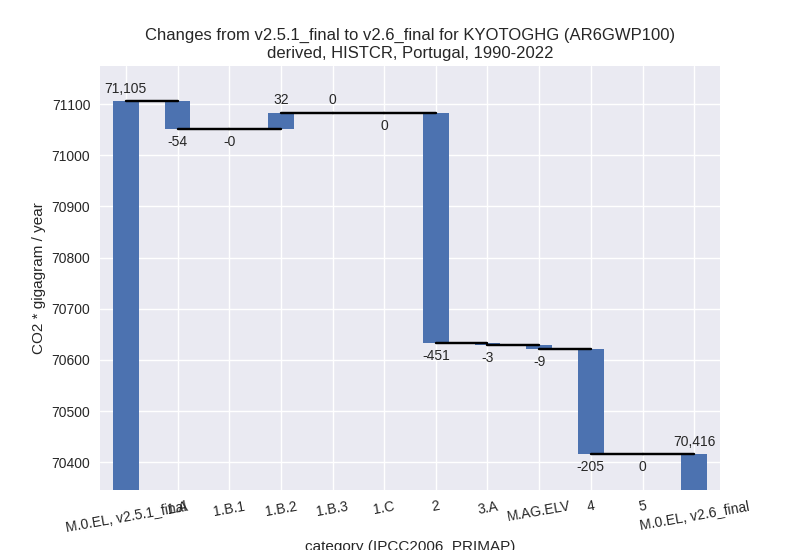 Changes from v2.5.1_final to v2.6_final for KYOTOGHG (AR6GWP100)
derived, HISTCR, Portugal, 1990-2022
CO2 * gigagram / year
71100
71000
70900
70800
70700
70600
70500
70400
71,105
-54
-0
32
0
0
-451
-3
-9
-205
0
70,416
M.0.EL, v2.5.1_final
1.A
1.B.1
1.B.2
1.B.3
1.C
2
3.A
M.AG.ELV
4
5
M.0.EL, v2.6_final
category (IPCC2006_PRIMAP)